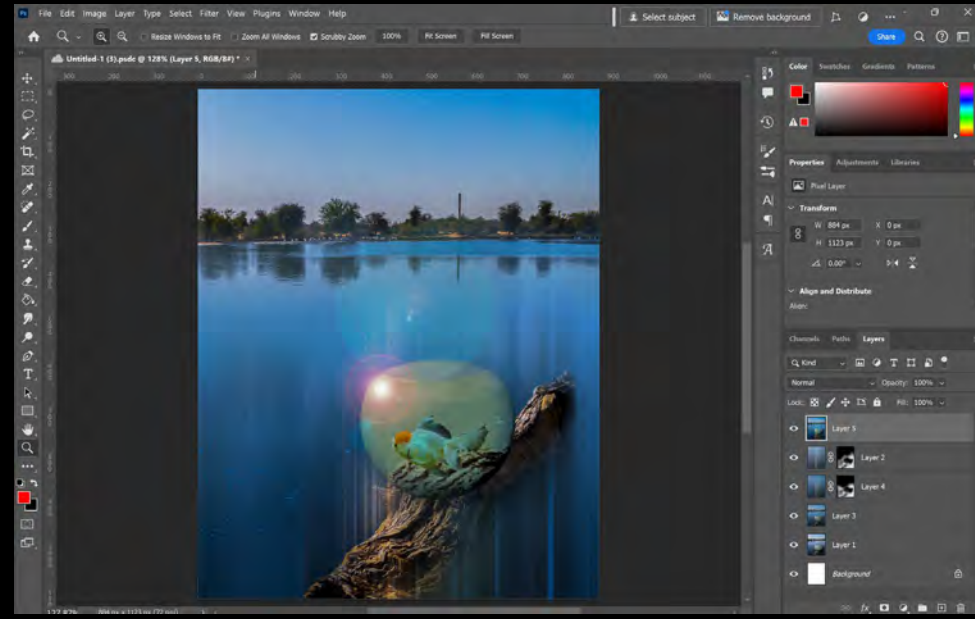 Ps File Edit Image Layer Type Select Filter View Plugins Window Help
Select subject Remove background
Resize Windows to Fit Zoom All Windows Scrubby Zoom 100% Fit Screen Fill Screen
Share
Untitled-1 (3).psdc @ 128% (Layer 5, RGB/8#) *
Color Swatches Gradients Patterns
Properties Adjustments Libraries
Pixel Layer
Transform
W 804 px X 0 px
H 1123 px Y 0 px
0.00°
Align and Distribute
Align:
Channels Paths Layers
Kind
Normal Opacity: 100%
Lock: Fill: 100%
Layer 5
Layer 2
Layer 4
Layer 3
Layer 1
Background